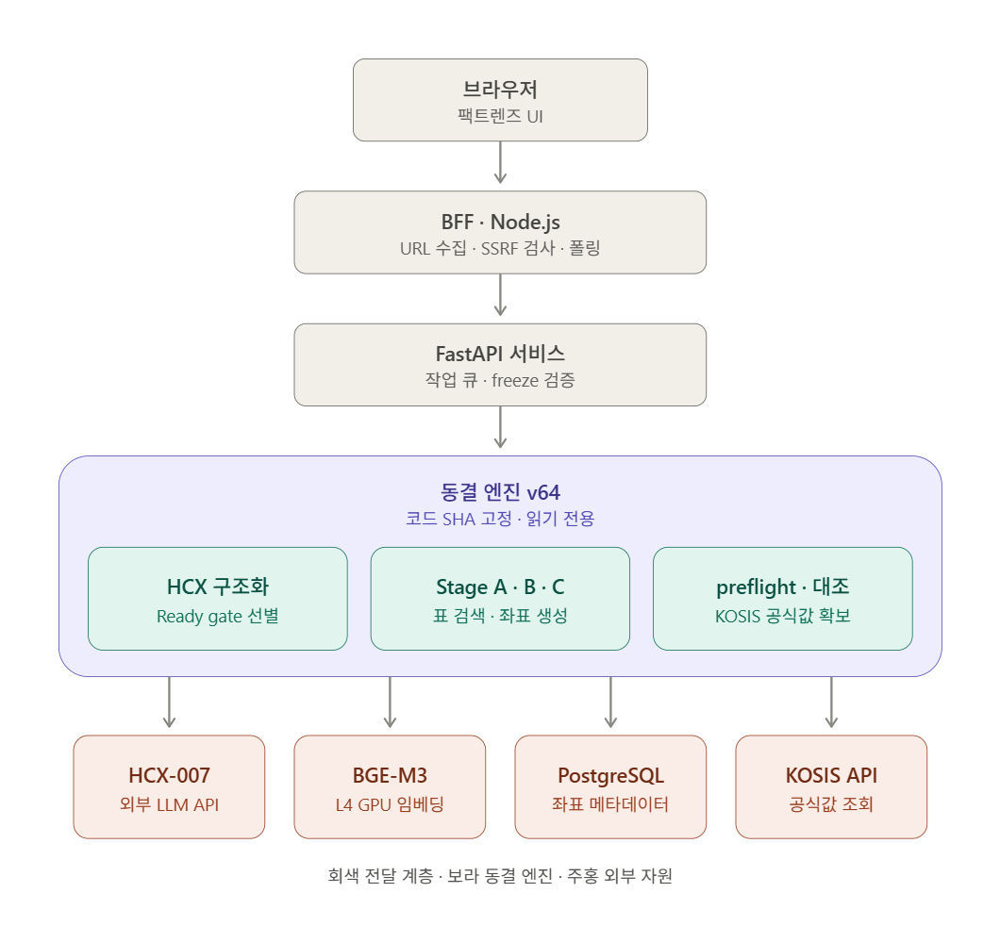 브라우저
팩트렌즈 UI
BFF · Node.js
URL 수집 · SSRF 검사 · 폴링
FastAPI 서비스
작업 큐 · freeze 검증
동결 엔진 v64
코드 SHA 고정 · 읽기 전용
HCX 구조화
Ready gate 선별
Stage A · B · C
표 검색 · 좌표 생성
preflight · 대조
KOSIS 공식값 확보
HCX-007
외부 LLM API
BGE-M3
L4 GPU 임베딩
PostgreSQL
좌표 메타데이터
KOSIS API
공식값 조회
회색 전달 계층 · 보라 동결 엔진 · 주홍 외부 자원